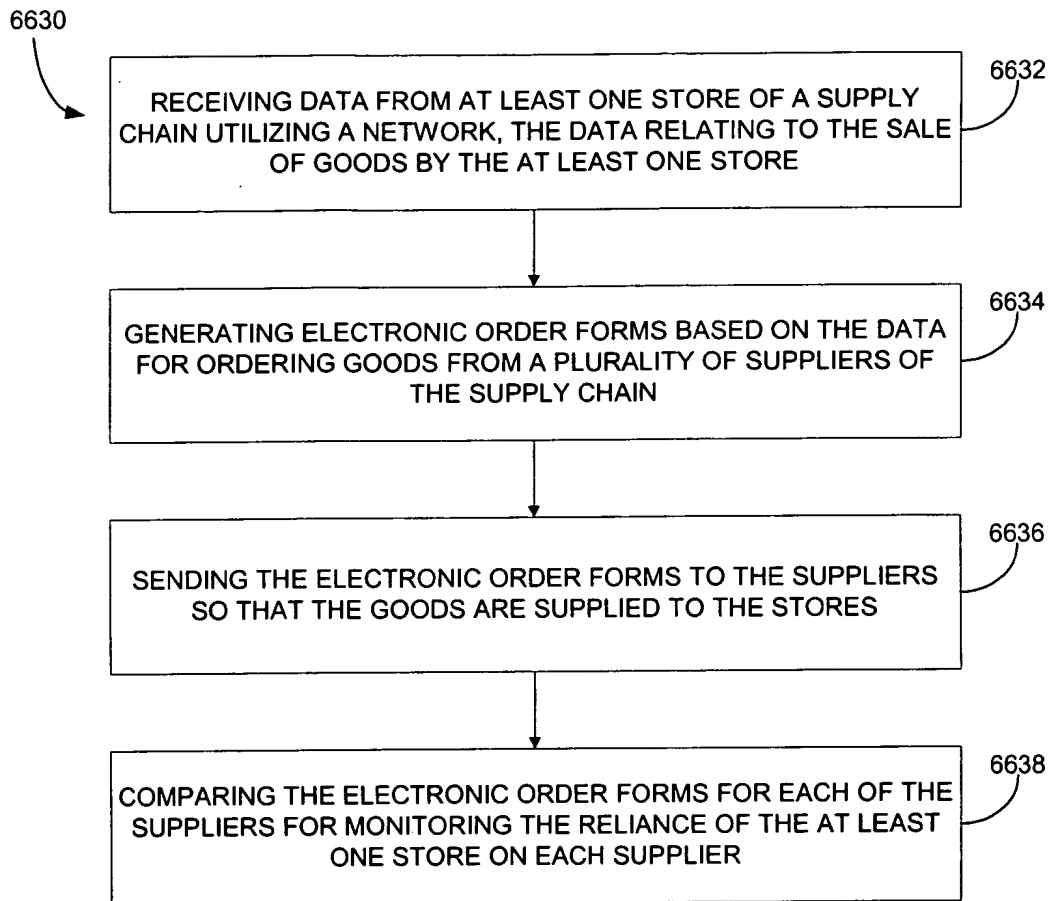 6630
6632
RECEIVING DATA FROM AT LEAST ONE STORE OF A SUPPLY
CHAIN UTILIZING A NETWORK, THE DATA RELATING TO THE SALE
OF GOODS BY THE AT LEAST ONE STORE
6634
GENERATING ELECTRONIC ORDER FORMS BASED ON THE DATA
FOR ORDERING GOODS FROM A PLURALITY OF SUPPLIERS OF
THE SUPPLY CHAIN
6636
SENDING THE ELECTRONIC ORDER FORMS TO THE SUPPLIERS
SO THAT THE GOODS ARE SUPPLIED TO THE STORES
6638
COMPARING THE ELECTRONIC ORDER FORMS FOR EACH OF THE
SUPPLIERS FOR MONITORING THE RELIANCE OF THE AT LEAST
ONE STORE ON EACH SUPPLIER